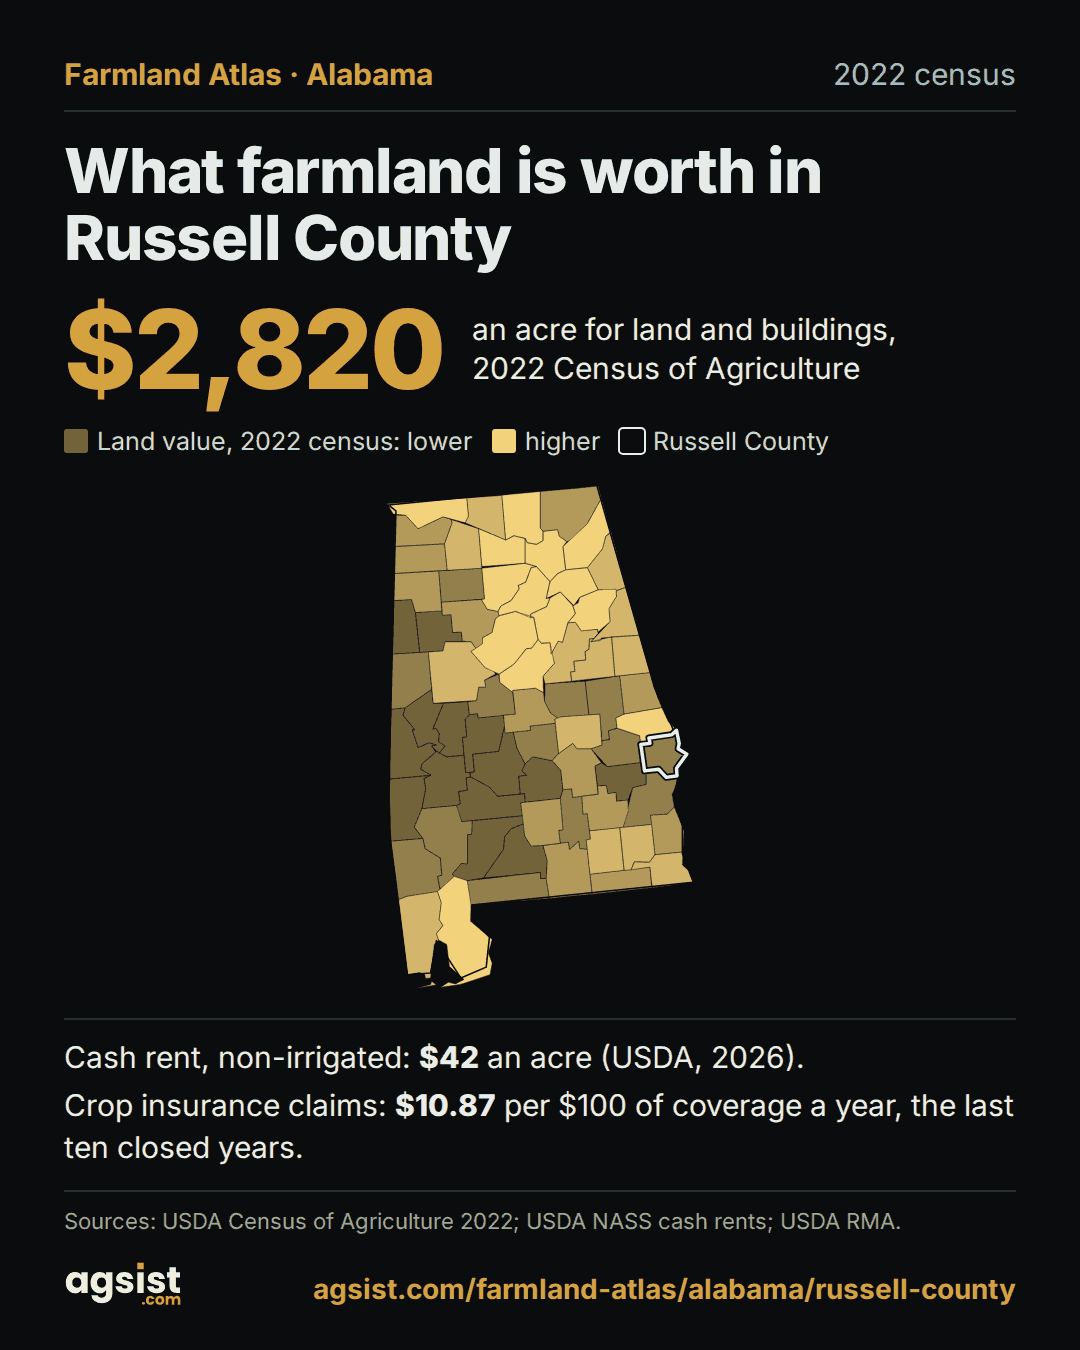 Farmland Atlas · Alabama
2022 census
What farmland is worth in
Russell County
$2,820
an acre for land and buildings,
2022 Census of Agriculture
Land value, 2022 census: lower
higher
Russell County
Cash rent, non-irrigated: $42 an acre (USDA, 2026).
Crop insurance claims: $10.87 per $100 of coverage a year, the last
ten closed years.
Sources: USDA Census of Agriculture 2022; USDA NASS cash rents; USDA RMA.
agsist
.com
agsist.com/farmland-atlas/alabama/russell-county